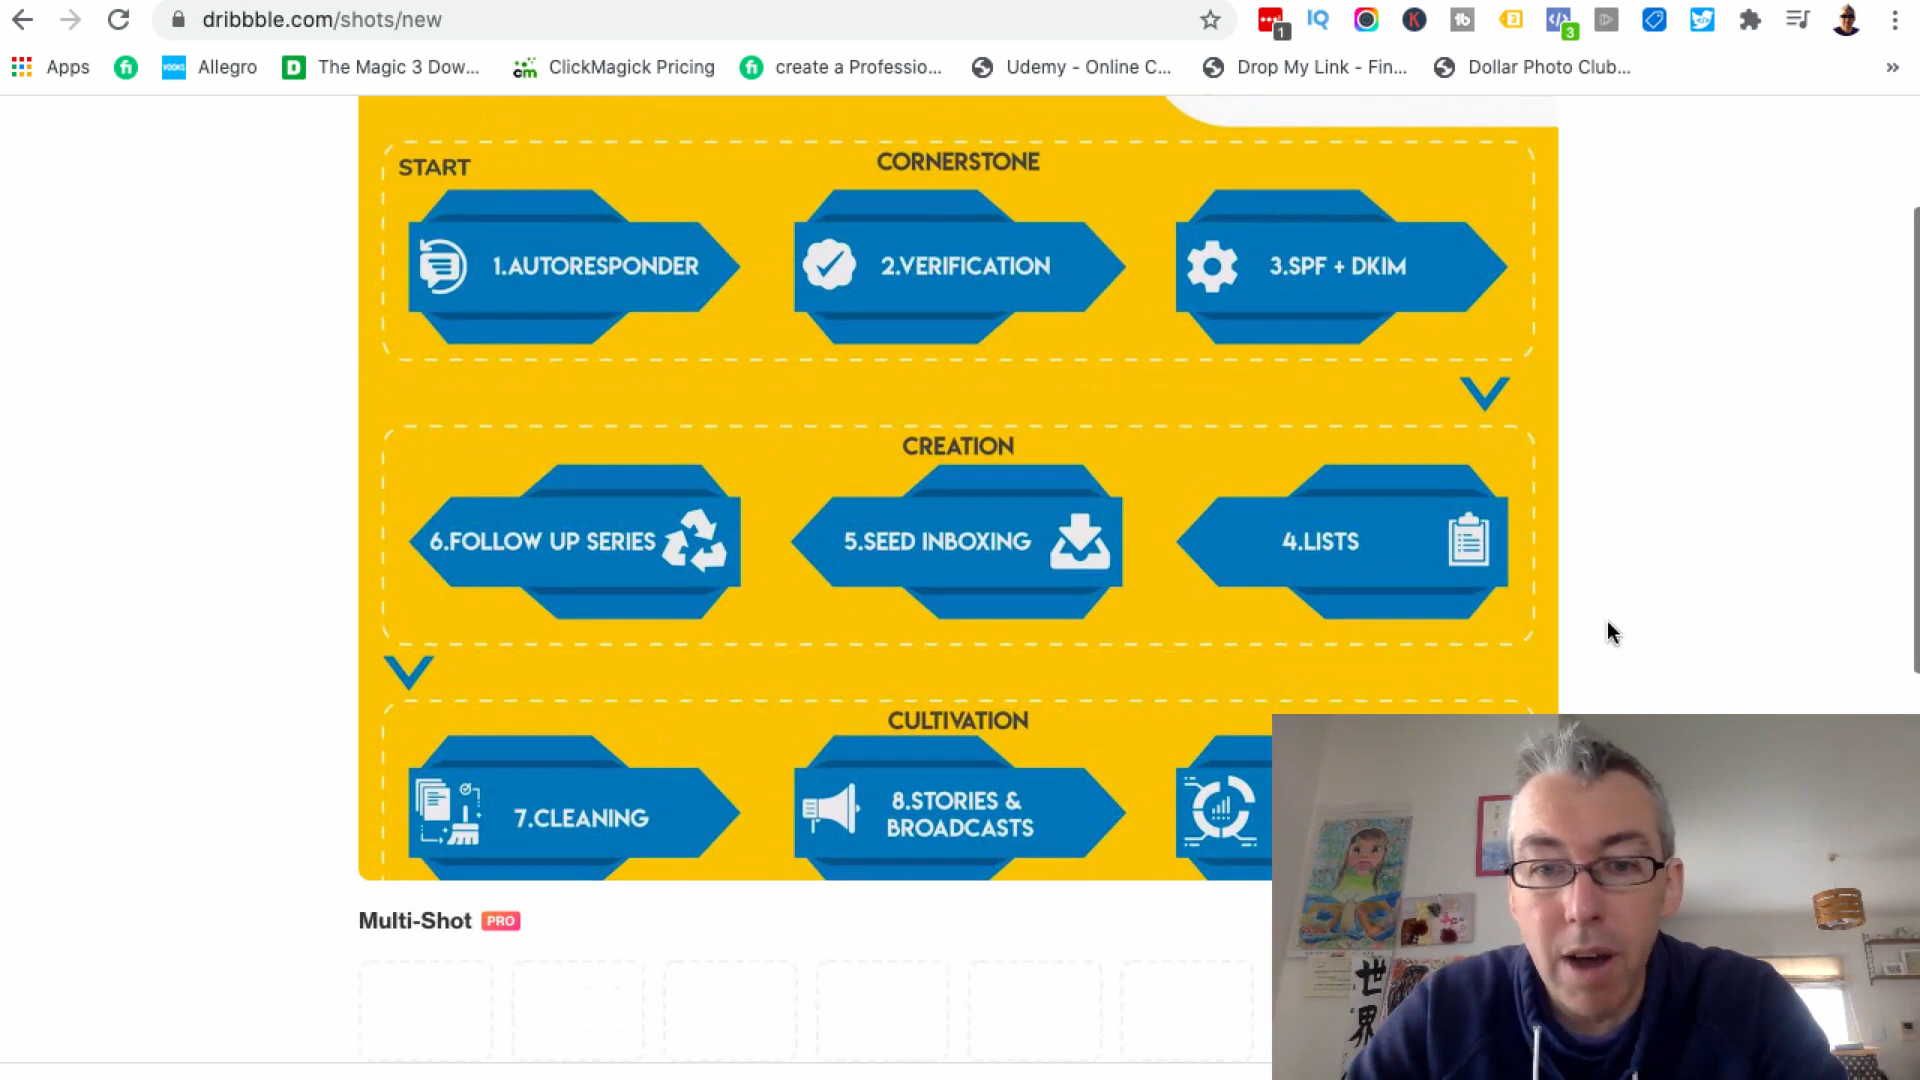 dribbble.com/shots/new
1
3
Apps
Allegro
The Magic 3 Dow...
ClickMagick Pricing
create a Professio...
Udemy - Online C...
Drop My Link - Fin...
Dollar Photo Club...
START
CORNERSTONE
1.AUTORESPONDER
2.VERIFICATION
3.SPF + DKIM
CREATION
6.FOLLOW UP SERIES
5.SEED INBOXING
4.LISTS
CULTIVATION
7.CLEANING
8.STORIES &
BROADCASTS
Multi-Shot PRO
世
界